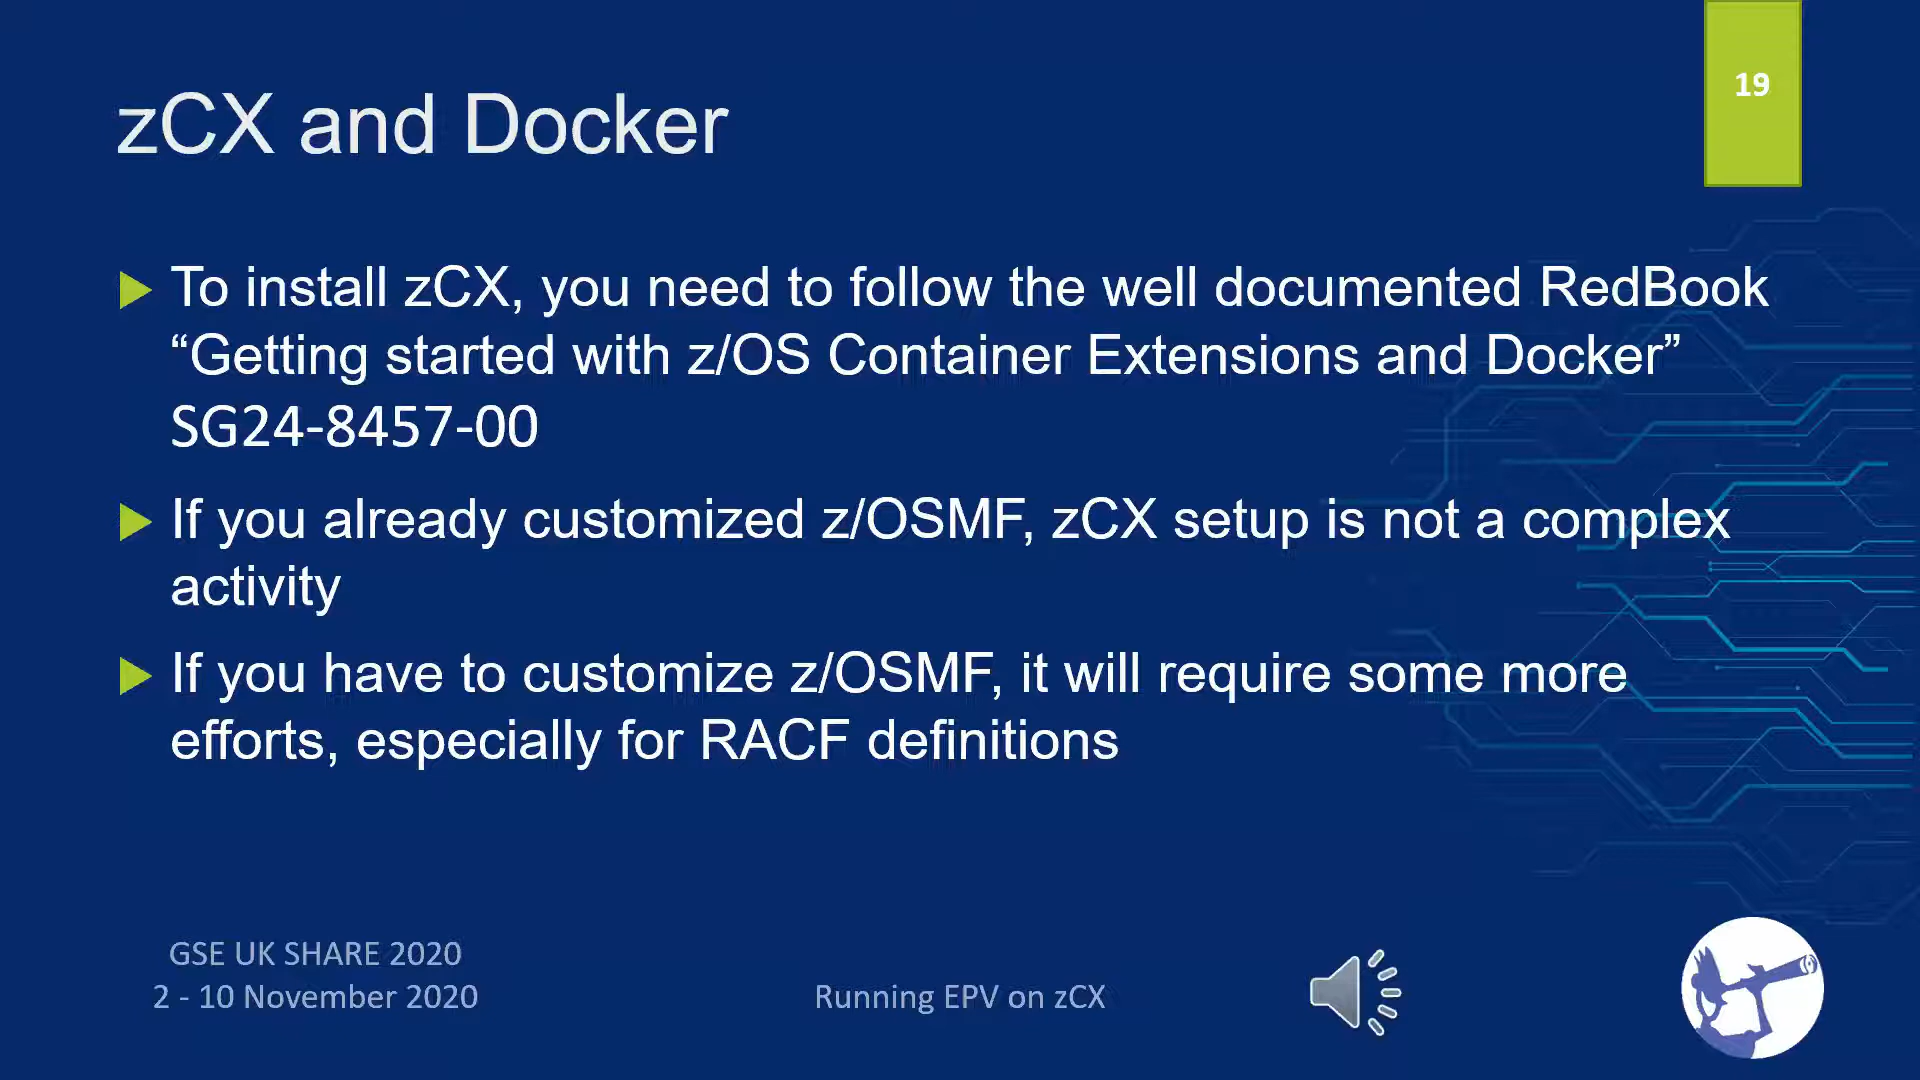 19
zCX and Docker
To install zCX, you need to follow the well documented RedBook
“Getting started with z/OS Container Extensions and Docker”
SG24-8457-00
If you already customized z/OSMF, zCX setup is not a complex
activity
If you have to customize z/OSMF, it will require some more
efforts, especially for RACF definitions
GSE UK SHARE 2020
2 - 10 November 2020
Running EPV on zCX